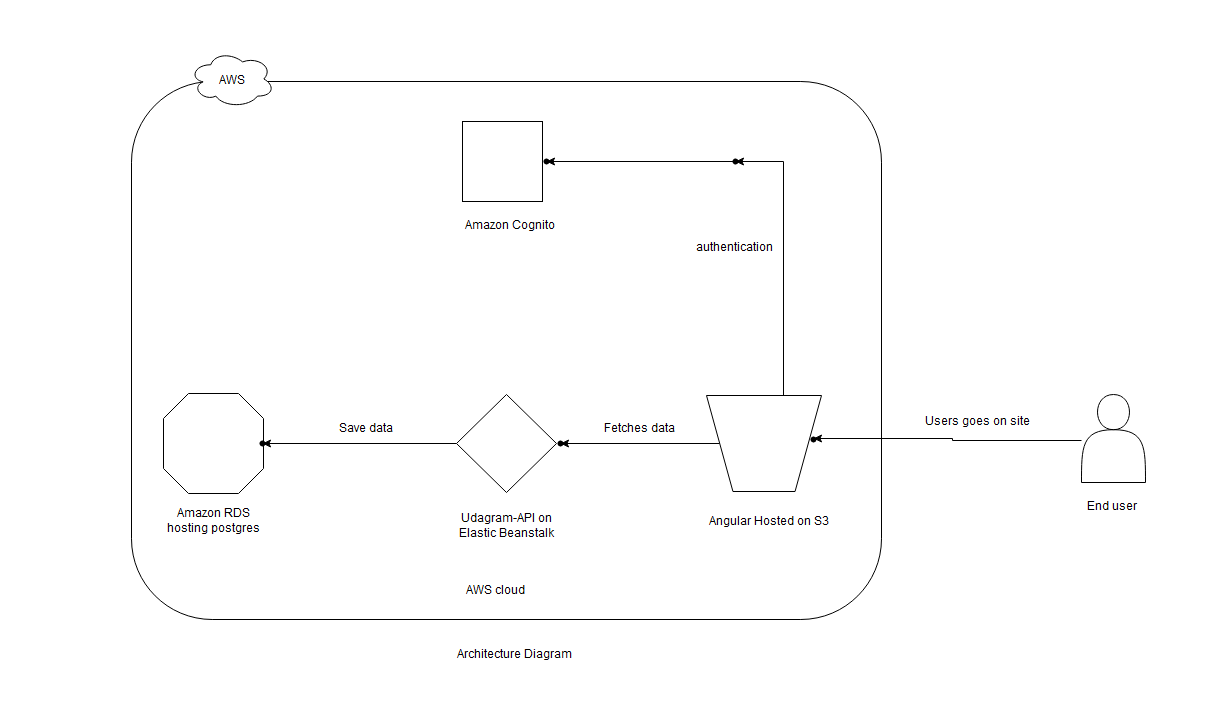 AWS
Amazon Cognito
authentication
Save data
Fetches data
Users goes on site
Amazon RDS
hosting postgres
Udagram-API on
Elastic Beanstalk
Angular Hosted on S3
End user
AWS cloud
Architecture Diagram